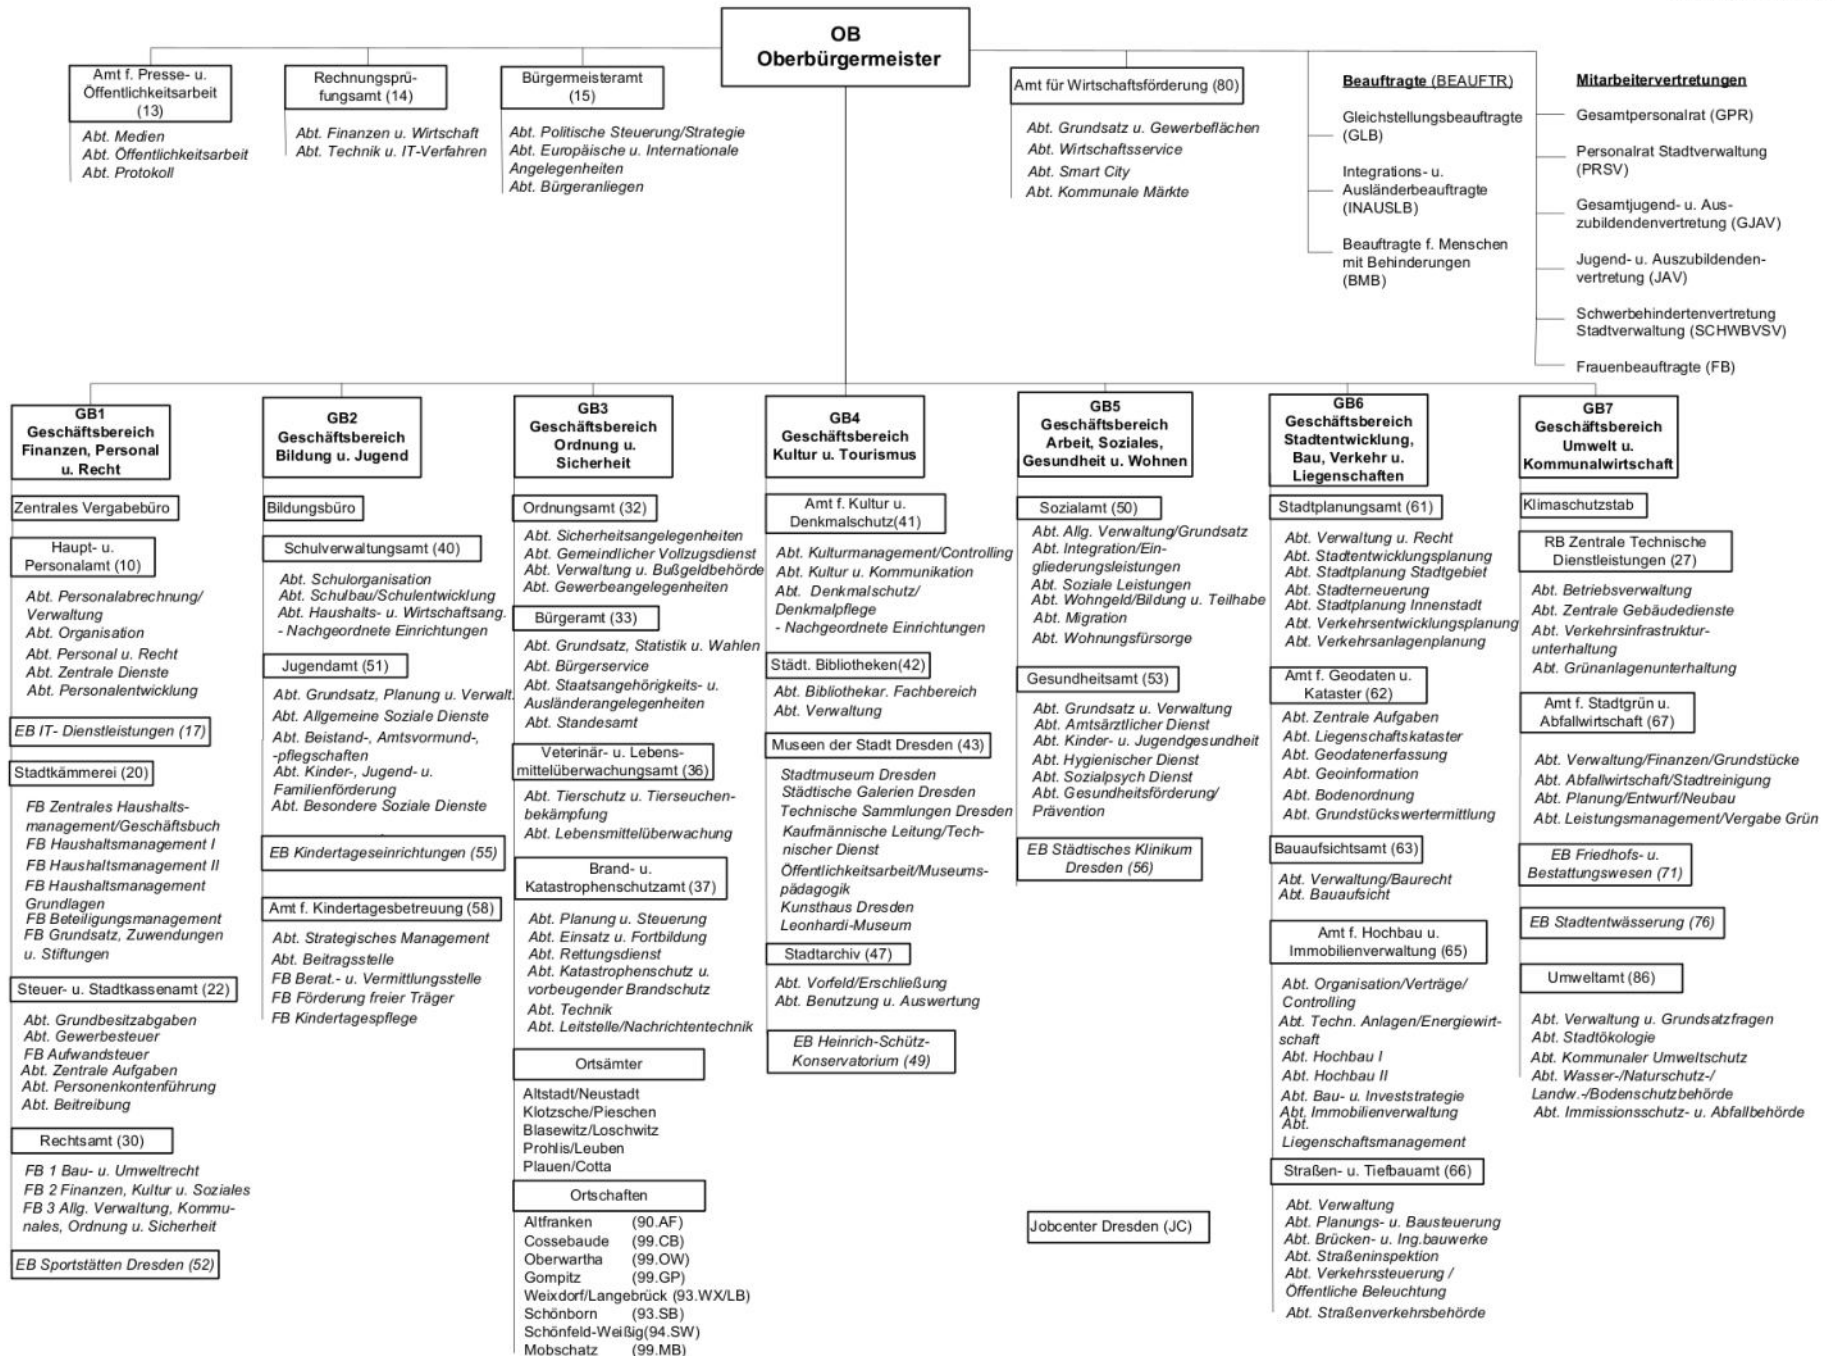 OB
Oberbürgermeister
Amt f. Presse- u.
Öffentlichkeitsarbeit
(13)
Abt. Medien
Abt. Öffentlichkeitsarbeit
Abt. Protokoll
Rechnungsprü-
fungsamt (14)
Abt. Finanzen u. Wirtschaft
Abt. Technik u. IT-Verfahren
Bürgermeisteramt
(15)
Abt. Politische Steuerung/Strategie
Abt. Europäische u. Internationale
Angelegenheiten
Abt. Bürgeranliegen
Amt für Wirtschaftsförderung (80)
Abt. Grundsatz u. Gewerbeflächen
Abt. Wirtschaftsservice
Abt. Smart City
Abt. Kommunale Märkte
Beauftragte (BEAUFTR)
Gleichstellungsbeauftragte
(GLB)
Integrations- u.
Ausländerbeauftragte
(INAUSLB)
Beauftragte f. Menschen
mit Behinderungen
(BMB)
Mitarbeitervertretungen
Gesamtpersonalrat (GPR)
Personalrat Stadtverwaltung
(PRSV)
Gesamtjugend- u. Aus-
zubildendenvertretung (GJAV)
Jugend- u. Auszubildenden-
vertretung (JAV)
Schwerbehindertenvertretung
Stadtverwaltung (SCHWBVSV)
Frauenbeauftragte (FB)
GB1
Geschäftsbereich
Finanzen, Personal
u. Recht
Zentrales Vergabebüro
Haupt- u.
Personalamt (10)
Abt. Personalabrechnung/
Verwaltung
Abt. Organisation
Abt. Personal u. Recht
Abt. Zentrale Dienste
Abt. Personalentwicklung
EB IT- Dienstleistungen (17)
Stadtkämmerei (20)
FB Zentrales Haushalts-
management/Geschäftsbuch
FB Haushaltsmanagement I
FB Haushaltsmanagement II
FB Haushaltsmanagement
Grundlagen
FB Beteiligungsmanagement
FB Grundsatz, Zuwendungen
u. Stiftungen
Steuer- u. Stadtkassenamt (22)
Abt. Grundbesitzabgaben
Abt. Gewerbesteuer
FB Aufwandsteuer
Abt. Zentrale Aufgaben
Abt. Personenkontenführung
Abt. Beitreibung
Rechtsamt (30)
FB 1 Bau- u. Umweltrecht
FB 2 Finanzen, Kultur u. Soziales
FB 3 Allg. Verwaltung, Kommu-
nales, Ordnung u. Sicherheit
EB Sportstätten Dresden (52)
GB2
Geschäftsbereich
Bildung u. Jugend
Bildungsbüro
Schulverwaltungsamt (40)
Abt. Schulorganisation
Abt. Schulbau/Schulentwicklung
Abt. Haushalts- u. Wirtschaftsang.
- Nachgeordnete Einrichtungen
Jugendamt (51)
Abt. Grundsatz, Planung u. Verwalt.
Abt. Allgemeine Soziale Dienste
Abt. Beistand-, Amtsvormund-,
-pflegschaften
Abt. Kinder-, Jugend- u.
Familienförderung
Abt. Besondere Soziale Dienste
EB Kindertageseinrichtungen (55)
Amt f. Kindertagesbetreuung (58)
Abt. Strategisches Management
Abt. Beitragsstelle
FB Berat.- u. Vermittlungsstelle
FB Förderung freier Träger
FB Kindertagespflege
GB3
Geschäftsbereich
Ordnung u.
Sicherheit
Ordnungsamt (32)
Abt. Sicherheitsangelegenheiten
Abt. Gemeindlicher Vollzugsdienst
Abt. Verwaltung u. Bußgeldbehörde
Abt. Gewerbeangelegenheiten
Bürgeramt (33)
Abt. Grundsatz, Statistik u. Wahlen
Abt. Bürgerservice
Abt. Staatsangehörigkeits- u.
Ausländerangelegenheiten
Abt. Standesamt
Veterinär- u. Lebens-
mittelüberwachungsamt (36)
Abt. Tierschutz u. Tierseuchen-
bekämpfung
Abt. Lebensmittelüberwachung
Brand- u.
Katastrophenschutzamt (37)
Abt. Planung u. Steuerung
Abt. Einsatz u. Fortbildung
Abt. Rettungsdienst
Abt. Katastrophenschutz u.
vorbeugender Brandschutz
Abt. Technik
Abt. Leitstelle/Nachrichtentechnik
Ortsämter
Altstadt/Neustadt
Klotzsche/Pieschen
Blasewitz/Loschwitz
Prohlis/Leuben
Plauen/Cotta
Ortschaften
Altfranken (90.AF)
Cossebaude (99.CB)
Oberwartha (99.OW)
Gompitz (99.GP)
Weixdorf/Langebrück (93.WX/LB)
Schönborn (93.SB)
Schönfeld-Weißig(94.SW)
Mobschatz (99.MB)
GB4
Geschäftsbereich
Kultur u. Tourismus
Amt f. Kultur u.
Denkmalschutz(41)
Abt. Kulturmanagement/Controlling
Abt. Kultur u. Kommunikation
Abt. Denkmalschutz/
Denkmalpflege
- Nachgeordnete Einrichtungen
Städt. Bibliotheken(42)
Abt. Bibliothekar. Fachbereich
Abt. Verwaltung
Museen der Stadt Dresden (43)
Stadtmuseum Dresden
Städtische Galerien Dresden
Technische Sammlungen Dresden
Kaufmännische Leitung/Tech-
nischer Dienst
Öffentlichkeitsarbeit/Museums-
pädagogik
Kunsthaus Dresden
Leonhardi-Museum
Stadtarchiv (47)
Abt. Vorfeld/Erschließung
Abt. Benutzung u. Auswertung
EB Heinrich-Schütz-
Konservatorium (49)
GB5
Geschäftsbereich
Arbeit, Soziales,
Gesundheit u. Wohnen
Sozialamt (50)
Abt. Allg. Verwaltung/Grundsatz
Abt. Integration/Ein-
gliederungsleistungen
Abt. Soziale Leistungen
Abt. Wohngeld/Bildung u. Teilhabe
Abt. Migration
Abt. Wohnungsfürsorge
Gesundheitsamt (53)
Abt. Grundsatz u. Verwaltung
Abt. Amtsärztlicher Dienst
Abt. Kinder- u. Jugendgesundheit
Abt. Hygienischer Dienst
Abt. Sozialpsych Dienst
Abt. Gesundheitsförderung/
Prävention
EB Städtisches Klinikum
Dresden (56)
Jobcenter Dresden (JC)
GB6
Geschäftsbereich
Stadtentwicklung,
Bau, Verkehr u.
Liegenschaften
Stadtplanungsamt (61)
Abt. Verwaltung u. Recht
Abt. Stadtentwicklungsplanung
Abt. Stadtplanung Stadtgebiet
Abt. Stadterneuerung
Abt. Stadtplanung Innenstadt
Abt. Verkehrsentwicklungsplanung
Abt. Verkehrsanlagenplanung
Amt f. Geodaten u.
Kataster (62)
Abt. Zentrale Aufgaben
Abt. Liegenschaftskataster
Abt. Geodatenerfassung
Abt. Geoinformation
Abt. Bodenordnung
Abt. Grundstückswertermittlung
Bauaufsichtsamt (63)
Abt. Verwaltung/Baurecht
Abt. Bauaufsicht
Amt f. Hochbau u.
Immobilienverwaltung (65)
Abt. Organisation/Verträge/
Controlling
Abt. Techn. Anlagen/Energiewirt-
schaft
Abt. Hochbau I
Abt. Hochbau II
Abt. Bau- u. Investstrategie
Abt. Immobilienverwaltung
Abt.
Liegenschaftsmanagement
Straßen- u. Tiefbauamt (66)
Abt. Verwaltung
Abt. Planungs- u. Bausteuerung
Abt. Brücken- u. Ing.bauwerke
Abt. Straßeninspektion
Abt. Verkehrssteuerung /
Öffentliche Beleuchtung
Abt. Straßenverkehrsbehörde
GB7
Geschäftsbereich
Umwelt u.
Kommunalwirtschaft
Klimaschutzstab
RB Zentrale Technische
Dienstleistungen (27)
Abt. Betriebsverwaltung
Abt. Zentrale Gebäudedienste
Abt. Verkehrsinfrastruktur-
unterhaltung
Abt. Grünanlagenunterhaltung
Amt f. Stadtgrün u.
Abfallwirtschaft (67)
Abt. Verwaltung/Finanzen/Grundstücke
Abt. Abfallwirtschaft/Stadtreinigung
Abt. Planung/Entwurf/Neubau
Abt. Leistungsmanagement/Vergabe Grün
EB Friedhofs- u.
Bestattungswesen (71)
EB Stadtentwässerung (76)
Umweltamt (86)
Abt. Verwaltung u. Grundsatzfragen
Abt. Stadtökologie
Abt. Kommunaler Umweltschutz
Abt. Wasser-/Naturschutz-/
Landw.-/Bodenschutzbehörde
Abt. Immissionsschutz- u. Abfallbehörde